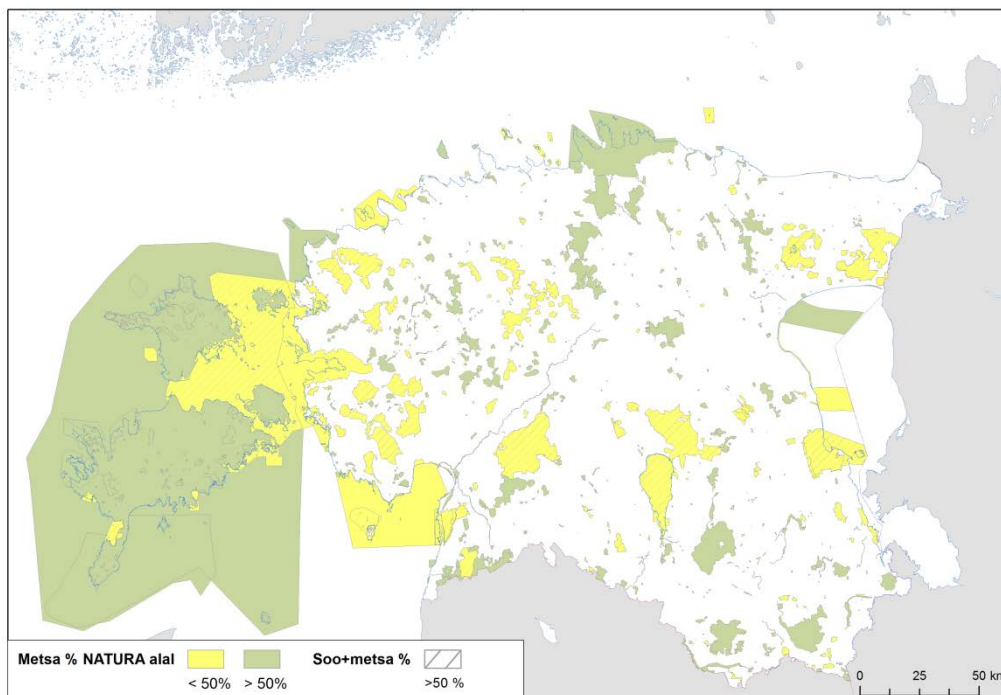 Metsa % NATURA alal
< 50%
> 50%
Soo+metsa %
>50 %
0 25 50 km